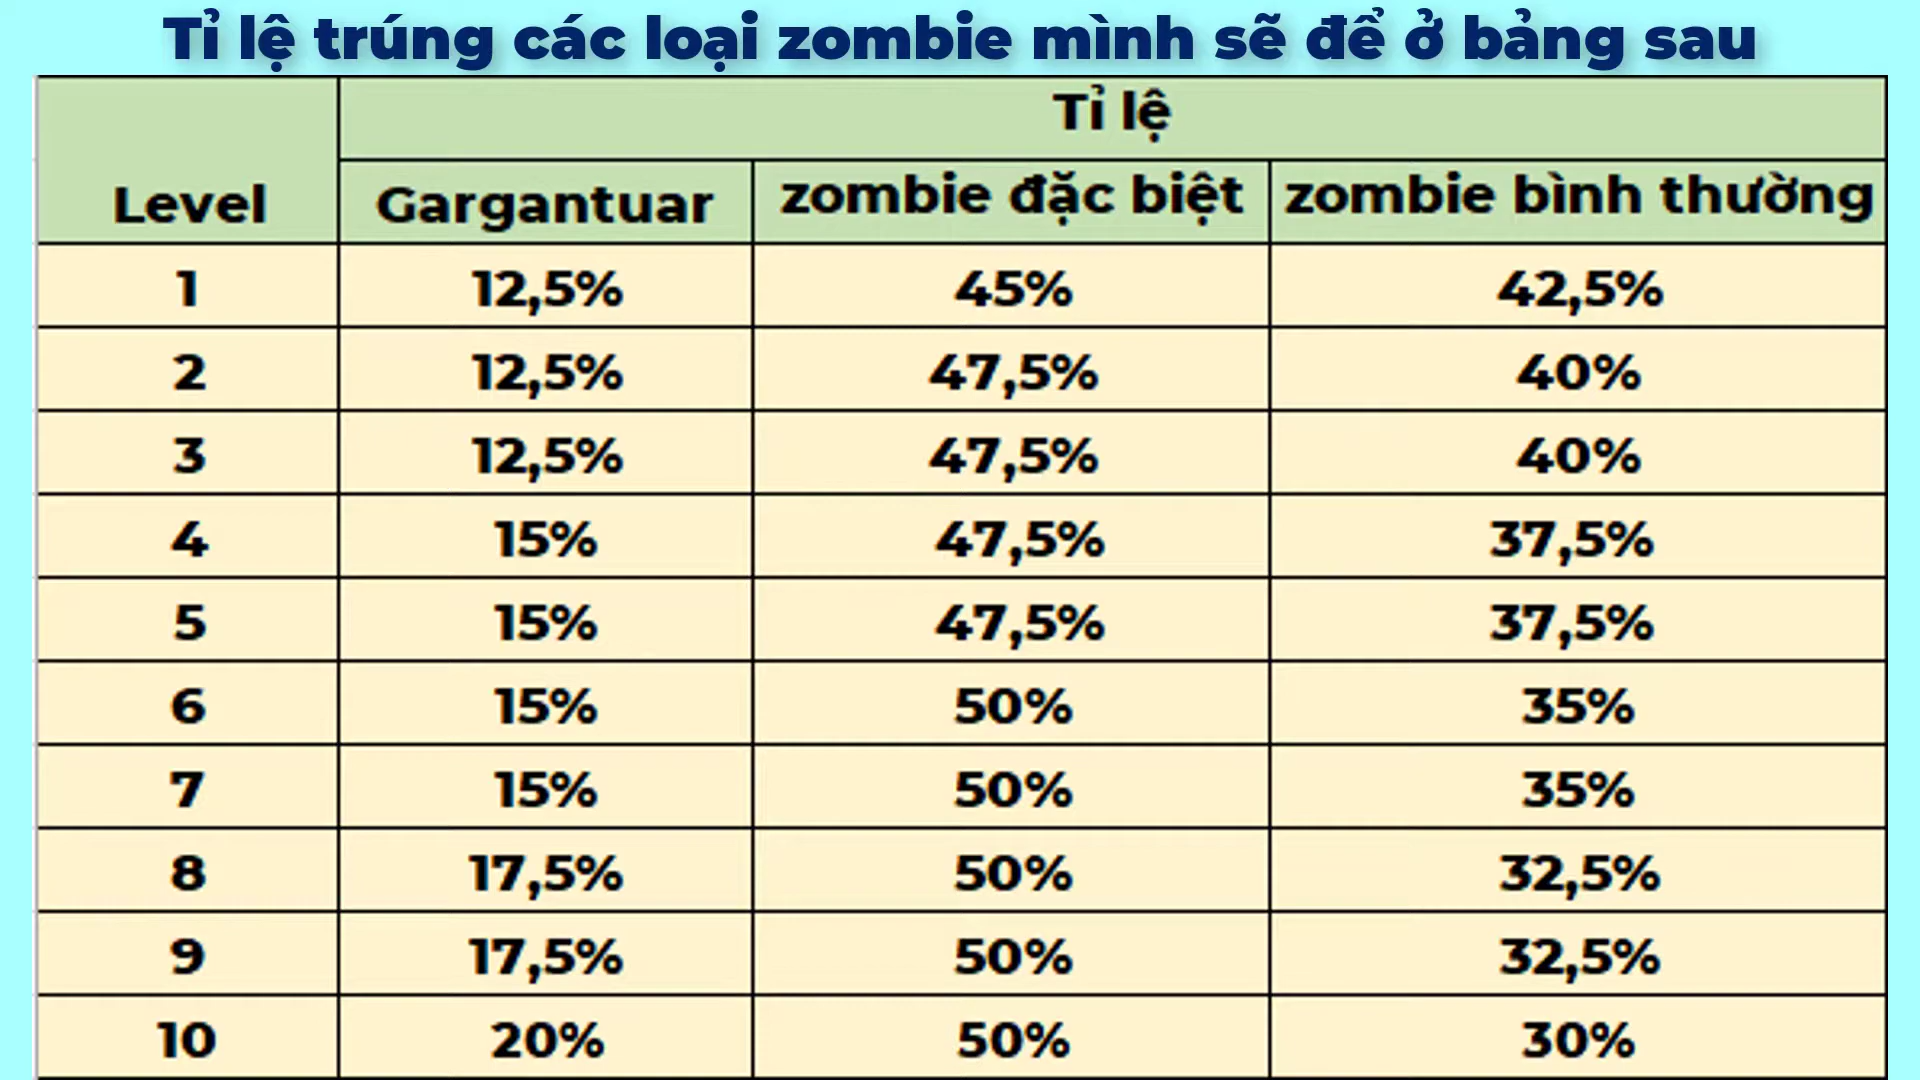 Tỉ lệ trúng các loại zombie mình sẽ để ở bảng sau
Tỉ lệ
Level Gargantuar zombie đặc biệt zombie bình thường
1 12,5% 45% 42,5%
2 12,5% 47,5% 40%
3 12,5% 47,5% 40%
4 15% 47,5% 37,5%
5 15% 47,5% 37,5%
6 15% 50% 35%
7 15% 50% 35%
8 17,5% 50% 32,5%
9 17,5% 50% 32,5%
10 20% 50% 30%